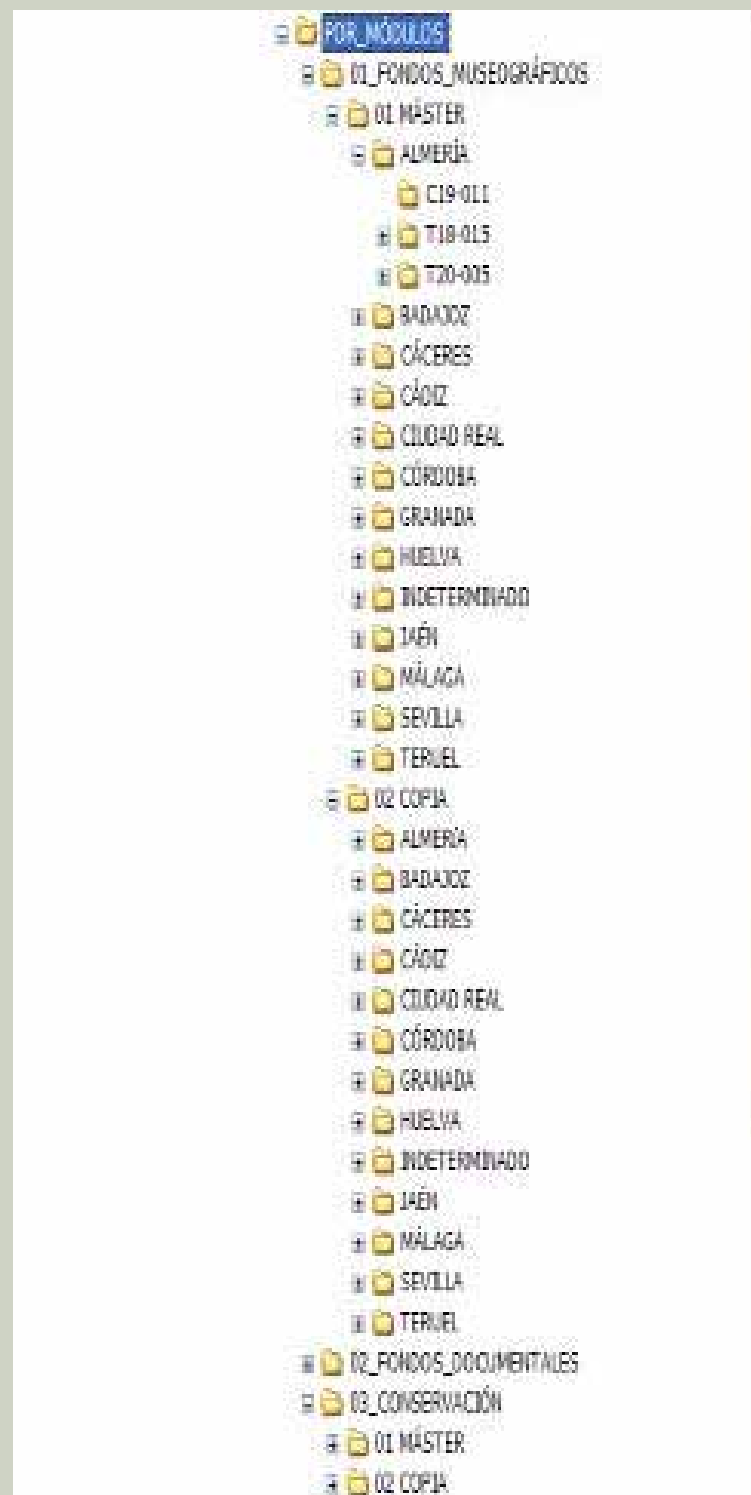 POR_MÓDULOS
01_FONDOS_MUSEOGRÁFICOS
01 MÁSTER
ALMERÍA
C19-011
T18-015
T20-005
BADAJOZ
CÁCERES
CÁDIZ
CIUDAD REAL
CÓRDOBA
GRANADA
HUELVA
INDETERMINADO
JAÉN
MÁLAGA
SEVILLA
TERUEL
02 COPIA
ALMERÍA
BADAJOZ
CÁCERES
CÁDIZ
CIUDAD REAL
CÓRDOBA
GRANADA
HUELVA
INDETERMINADO
JAÉN
MÁLAGA
SEVILLA
TERUEL
02_FONDOS_DOCUMENTALES
03_CONSERVACIÓN
01 MÁSTER
02 COPIA